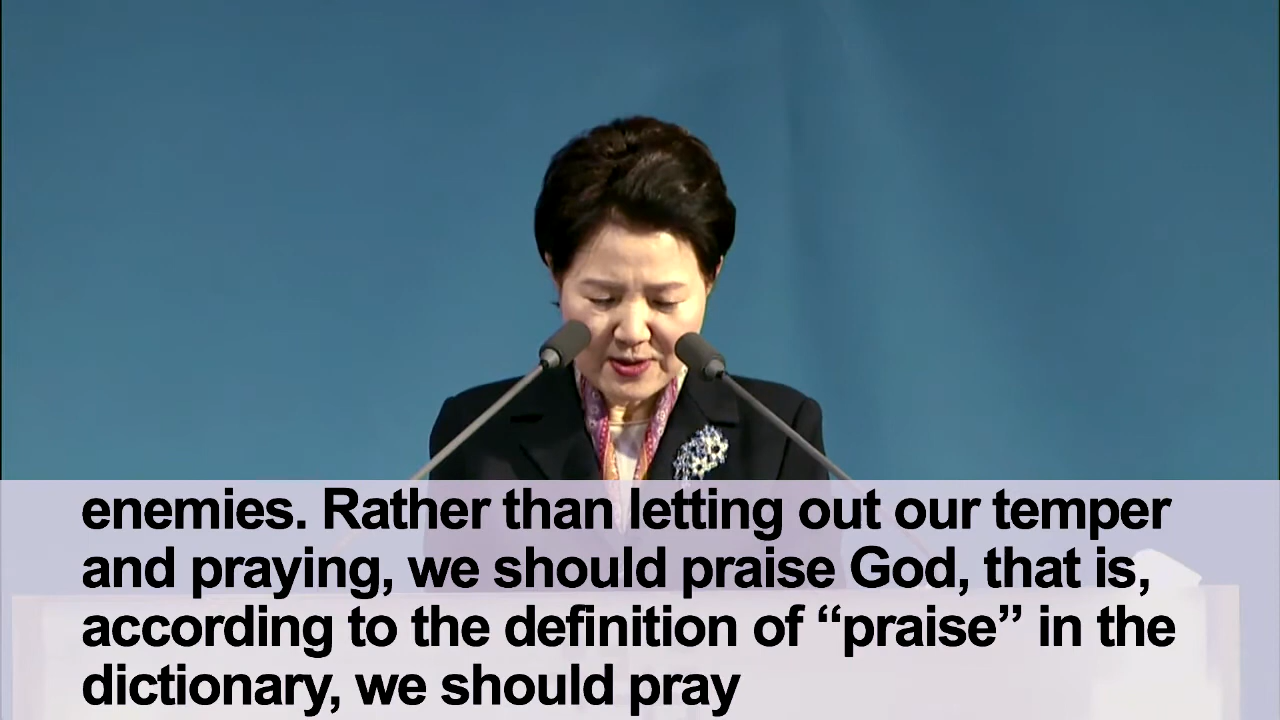 enemies. Rather than letting out our temper
and praying, we should praise God, that is,
according to the definition of “praise” in the
dictionary, we should pray